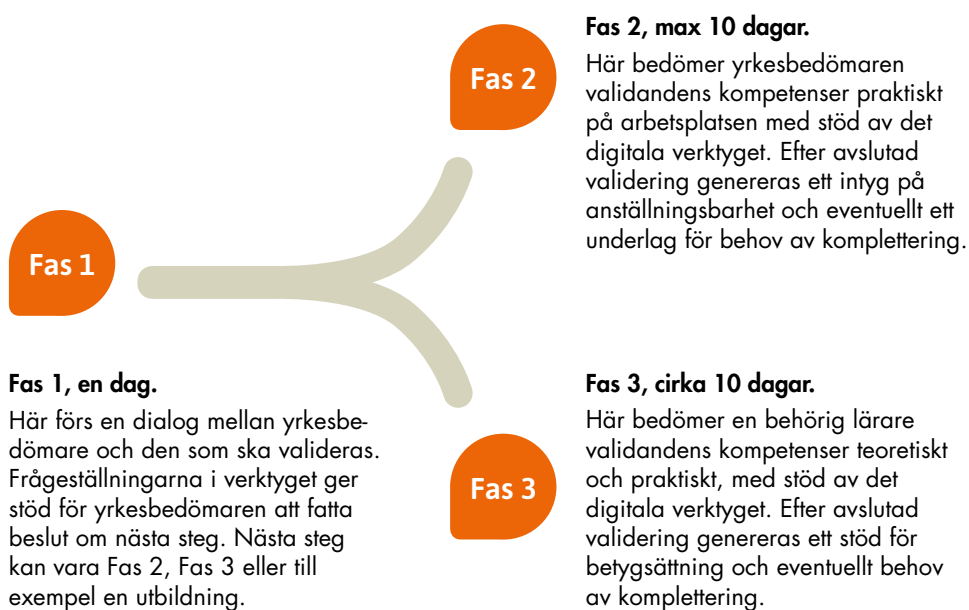 Fas 1
Fas 1, en dag.
Här förs en dialog mellan yrkesbe-
dömare och den som ska valideras.
Frågeställningarna i verktyget ger
stöd för yrkesbedömaren att fatta
beslut om nästa steg. Nästa steg
kan vara Fas 2, Fas 3 eller till
exempel en utbildning.
Fas 2
Fas 2, max 10 dagar.
Här bedömer yrkesbedömaren
validandens kompetenser praktiskt
på arbetsplatsen med stöd av det
digitala verktyget. Efter avslutad
validering genereras ett intyg på
anställningsbarhet och eventuellt ett
underlag för behov av komplettering.
Fas 3
Fas 3, cirka 10 dagar.
Här bedömer en behörig lärare
validandens kompetenser teoretiskt
och praktiskt, med stöd av det
digitala verktyget. Efter avslutad
validering genereras ett stöd för
betygsättning och eventuellt behov
av komplettering.